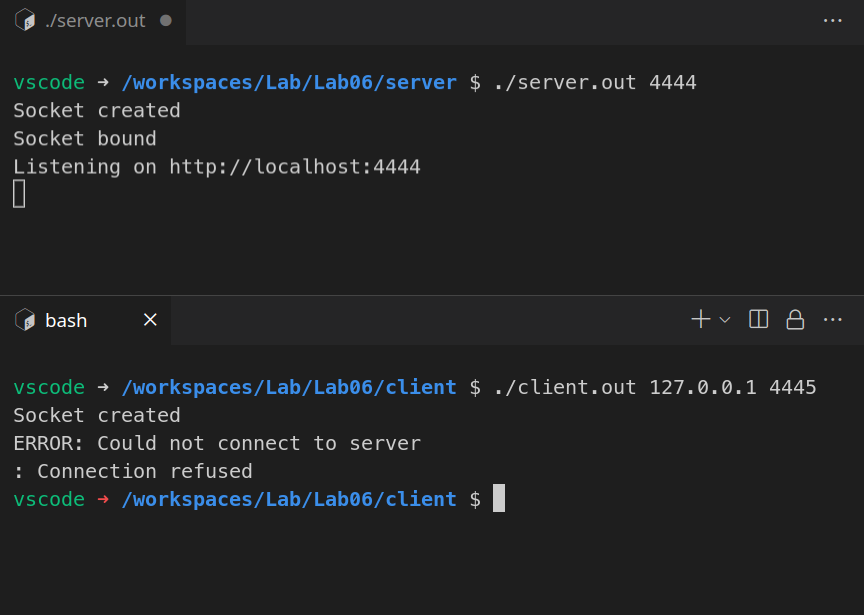 ./server.out
vscode ➜ /workspaces/Lab/Lab06/server $ ./server.out 4444
Socket created
Socket bound
Listening on http://localhost:4444
bash
vscode ➜ /workspaces/Lab/Lab06/client $ ./client.out 127.0.0.1 4445
Socket created
ERROR: Could not connect to server
: Connection refused
vscode ➜ /workspaces/Lab/Lab06/client $